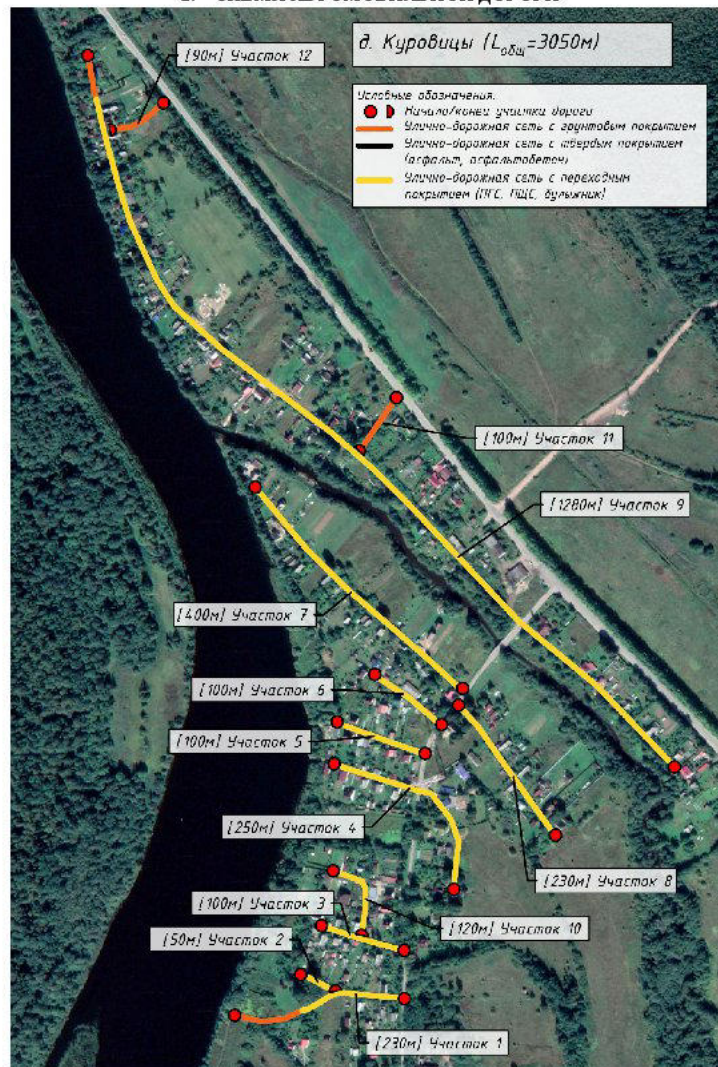 д. Куровицы (Lобщ=3050м)
Условные обозначения:
Начало/конец участка дороги
Улично-дорожная сеть с грунтовым покрытием
Улично-дорожная сеть с твердым покрытием
(асфальт, асфальтобетон)
Улично-дорожная сеть с переходным
покрытием (ПГС, ПЩС, булыжник)
[90м] Участок 12
[100м] Участок 11
[1280м] Участок 9
[400м] Участок 7
[100м] Участок 6
[100м] Участок 5
[250м] Участок 4
[230м] Участок 8
[100м] Участок 3
[120м] Участок 10
[50м] Участок 2
[230м] Участок 1